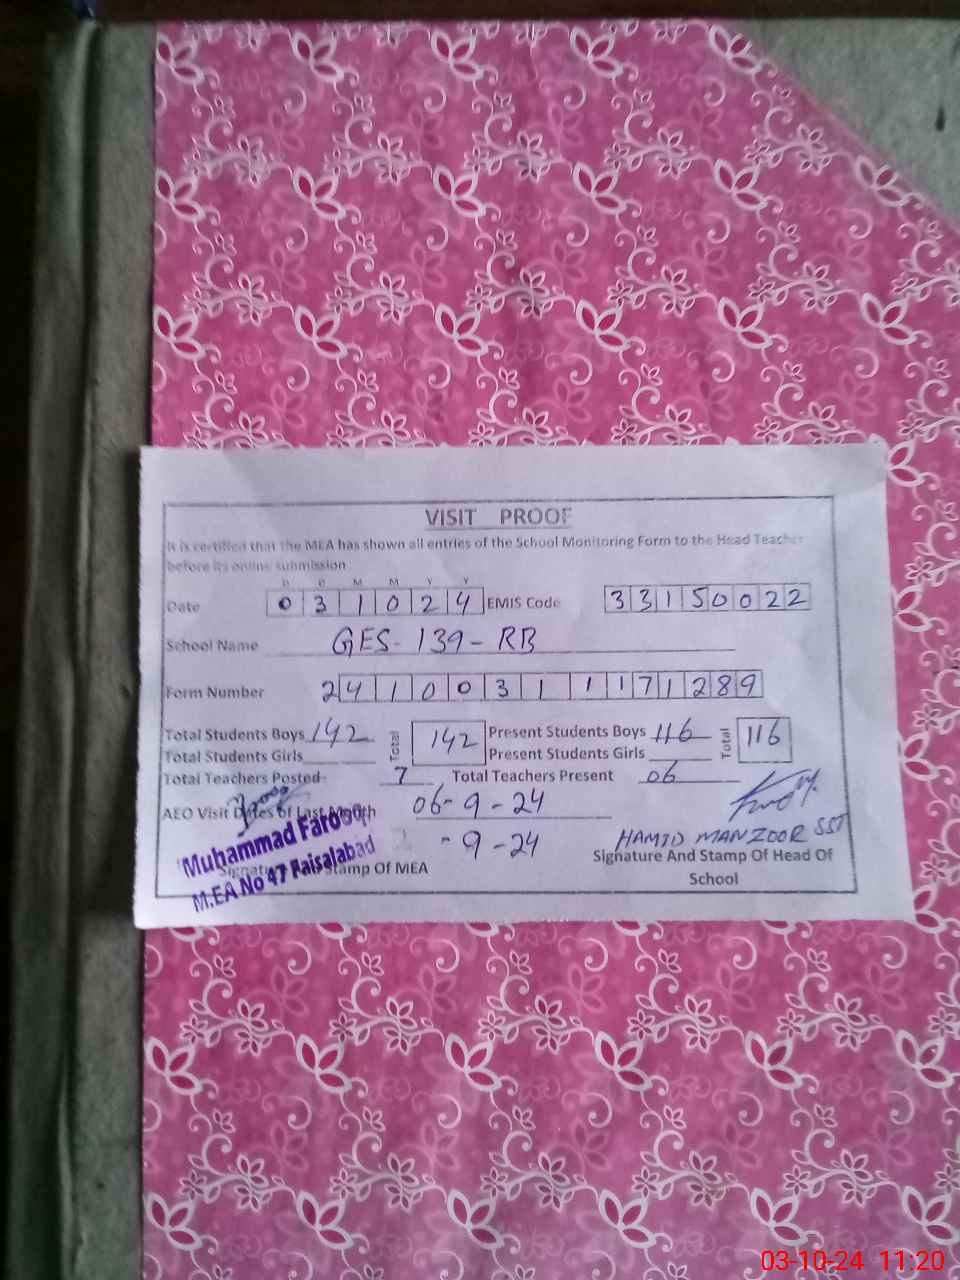 VISIT PROOF
It is certified that the MEA has shown all entries of the School Monitoring Form to the Head Teacher
before its online submission
D D M M Y Y
Date 0 3 1 0 2 4 EMIS Code 3 3 1 5 0 0 2 2
School Name GES- 139- RB
Form Number 2 4 1 0 0 3 1 1 1 7 1 2 8 9
Total Students Boys 142 Total 142 Present Students Boys 116 Total 116
Total Students Girls Present Students Girls
Total Teachers Posted 7 Total Teachers Present 06
AEO Visit Dates of Last Month 06-9-24
-9-24
HAMID MANZOOR SST
Muhammad Farooq
M.EA No 47 Faisalabad
Signature Stamp Of MEA
Signature And Stamp Of Head Of
School
03-10-24 11:20